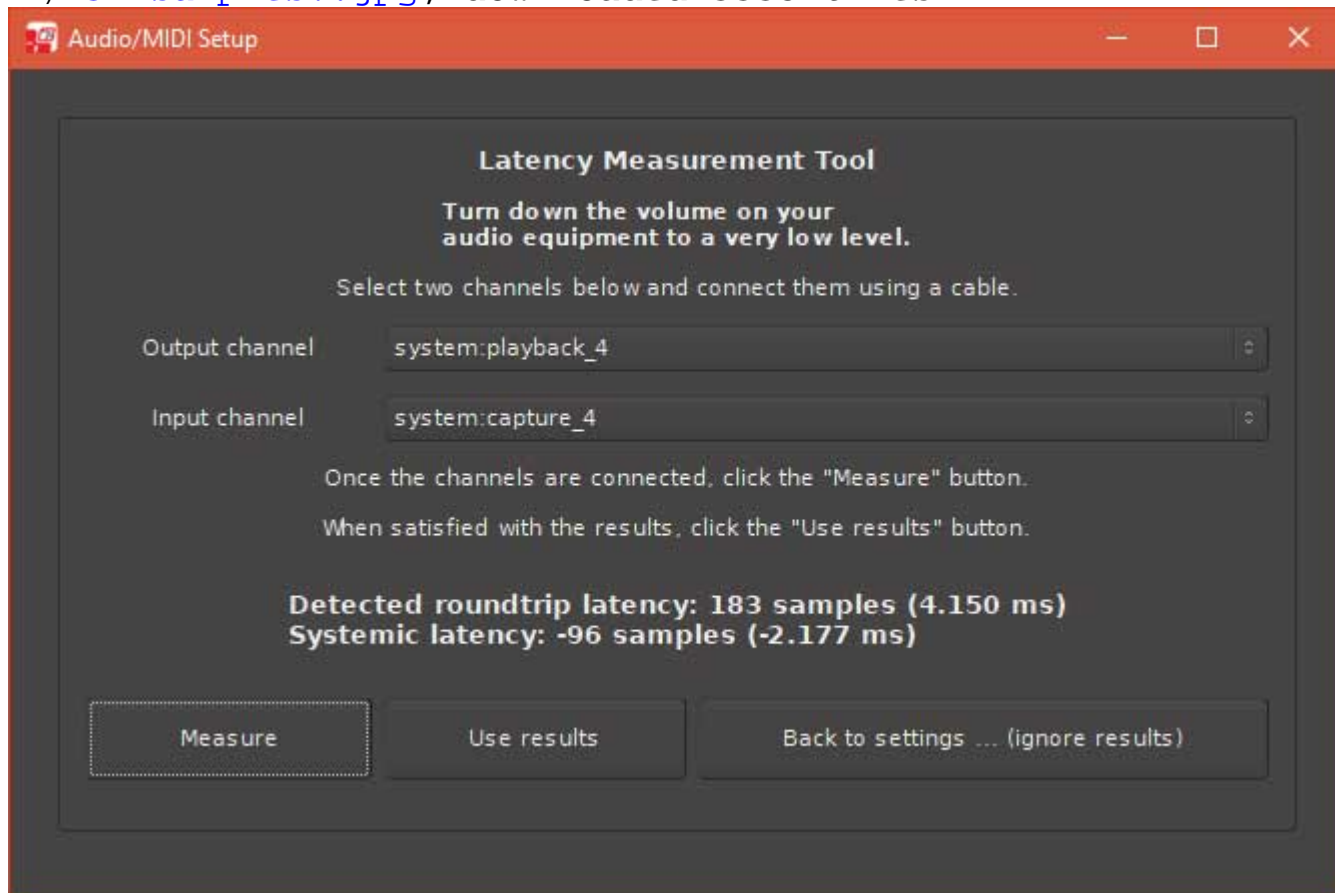 Audio/MIDI Setup
Latency Measurement Tool
Turn down the volume on your
audio equipment to a very low level.
Select two channels below and connect them using a cable.
Output channel system:playback_4
Input channel system:capture_4
Once the channels are connected, click the "Measure" button.
When satisfied with the results, click the "Use results" button.
Detected roundtrip latency: 183 samples (4.150 ms)
Systemic latency: -96 samples (-2.177 ms)
Measure Use results Back to settings ... (ignore results)